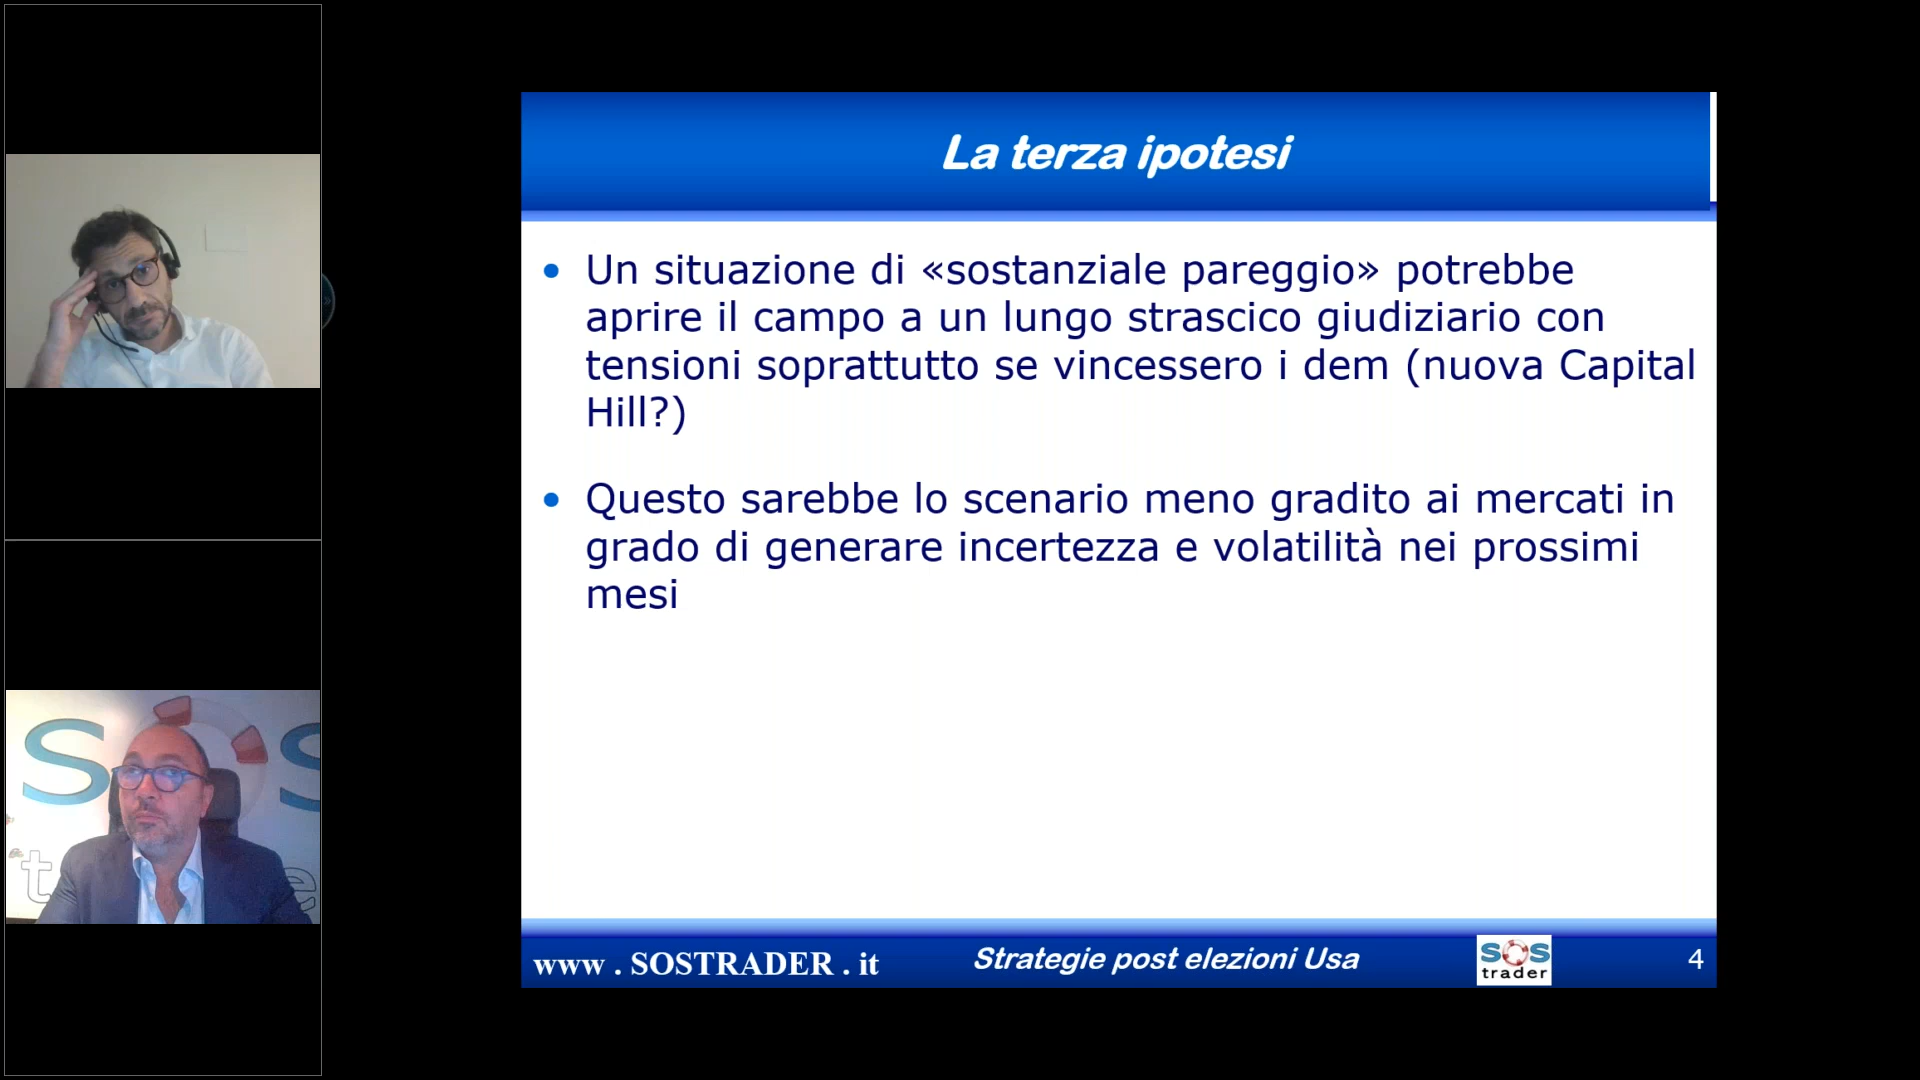 La terza ipotesi
• Un situazione di «sostanziale pareggio» potrebbe
aprire il campo a un lungo strascico giudiziario con
tensioni soprattutto se vincessero i dem (nuova Capital
Hill?)
• Questo sarebbe lo scenario meno gradito ai mercati in
grado di generare incertezza e volatilità nei prossimi
mesi
www . SOSTRADER . it
Strategie post elezioni Usa
SOS
trader
4
SOS